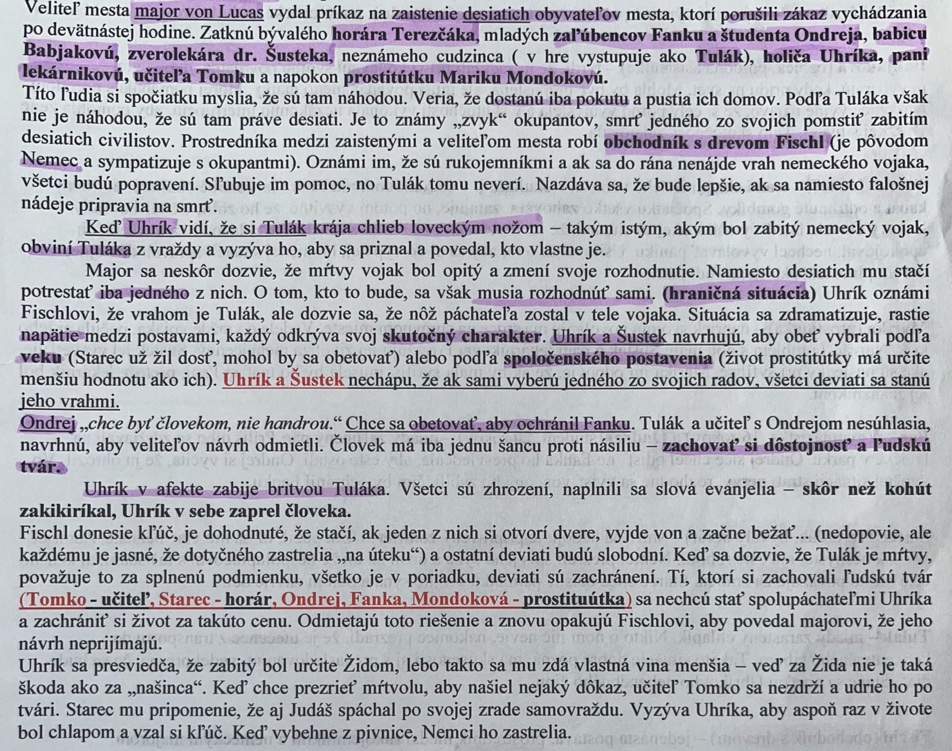 Veliteľ mesta major von Lucas vydal príkaz na zaistenie desiatich obyvateľov mesta, ktorí porušili zákaz vychádzania
po devätnástej hodine. Zatknú bývalého horára Terezčáka, mladých zaľúbencov Fanku a študenta Ondreja, babicu
Babjakovú, zverolekára dr. Šusteka, neznámeho cudzinca ( v hre vystupuje ako Tulák), holiča Uhríka, pani
lekárnikovú, učiteľa Tomku a napokon prostitútku Mariku Mondokovú.
Títo ľudia si spočiatku myslia, že sú tam náhodou. Veria, že dostanú iba pokutu a pustia ich domov. Podľa Tuláka však
nie je náhodou, že sú tam práve desiati. Je to známy „zvyk" okupantov, smrť jedného zo svojich pomstiť zabitím
desiatich civilistov. Prostredníka medzi zaistenými a veliteľom mesta robí obchodník s drevom Fischl (je pôvodom
Nemec a sympatizuje s okupantmi). Oznámi im, že sú rukojemníkmi a ak sa do rána nenájde vrah nemeckého vojaka,
všetci budú popravení. Sľubuje im pomoc, no Tulák tomu neverí. Nazdáva sa, že bude lepšie, ak sa namiesto falošnej
nádeje pripravia na smrť.
Keď Uhrík vidí, že si Tulák krája chlieb loveckým nožom – takým istým, akým bol zabitý nemecký vojak,
obviní Tuláka z vraždy a vyzýva ho, aby sa priznal a povedal, kto vlastne je.
Major sa neskôr dozvie, že mŕtvy vojak bol opitý a zmení svoje rozhodnutie. Namiesto desiatich mu stačí
potrestať iba jedného z nich. O tom, kto to bude, sa však musia rozhodnúť sami. (hraničná situácia) Uhrík oznámi
Fischlovi, že vrahom je Tulák, ale dozvie sa, že nôž páchateľa zostal v tele vojaka. Situácia sa zdramatizuje, rastie
napätie medzi postavami, každý odkrýva svoj skutočný charakter. Uhrík a Šustek navrhujú, aby obeť vybrali podľa
veku (Starec už žil dosť, mohol by sa obetovať) alebo podľa spoločenského postavenia (život prostitútky má určite
menšiu hodnotu ako ich). Uhrík a Šustek nechápu, že ak sami vyberú jedného zo svojich radov, všetci deviati sa stanú
jeho vrahmi.
Ondrej „chce byť človekom, nie handrou." Chce sa obetovať, aby ochránil Fanku. Tulák a učiteľ s Ondrejom nesúhlasia,
navrhnú, aby veliteľov návrh odmietli. Človek má iba jednu šancu proti násiliu – zachovať si dôstojnosť a ľudskú
tvár.
Uhrík v afekte zabije britvou Tuláka. Všetci sú zhrození, naplnili sa slová evanjelia – skôr než kohút
zakikiríkal, Uhrík v sebe zaprel človeka.
Fischl donesie kľúč, je dohodnuté, že stačí, ak jeden z nich si otvorí dvere, vyjde von a začne bežať... (nedopovie, ale
každému je jasné, že dotyčného zastrelia „na úteku") a ostatní deviati budú slobodní. Keď sa dozvie, že Tulák je mŕtvy,
považuje to za splnenú podmienku, všetko je v poriadku, deviati sú zachránení. Tí, ktorí si zachovali ľudskú tvár
(Tomko - učiteľ, Starec - horár, Ondrej, Fanka, Mondoková - prostituútka) sa nechcú stať spolupáchateľmi Uhríka
a zachrániť si život za takúto cenu. Odmietajú toto riešenie a znovu opakujú Fischlovi, aby povedal majorovi, že jeho
návrh neprijímajú.
Uhrík sa presviedča, že zabitý bol určite Židom, lebo takto sa mu zdá vlastná vina menšia – veď za Žida nie je taká
škoda ako za „našinca". Keď chce prezrieť mŕtvolu, aby našiel nejaký dôkaz, učiteľ Tomko sa nezdrží a udrie ho po
tvári. Starec mu pripomenie, že aj Judáš spáchal po svojej zrade samovraždu. Vyzýva Uhríka, aby aspoň raz v živote
bol chlapom a vzal si kľúč. Keď vybehne z pivnice, Nemci ho zastrelia.